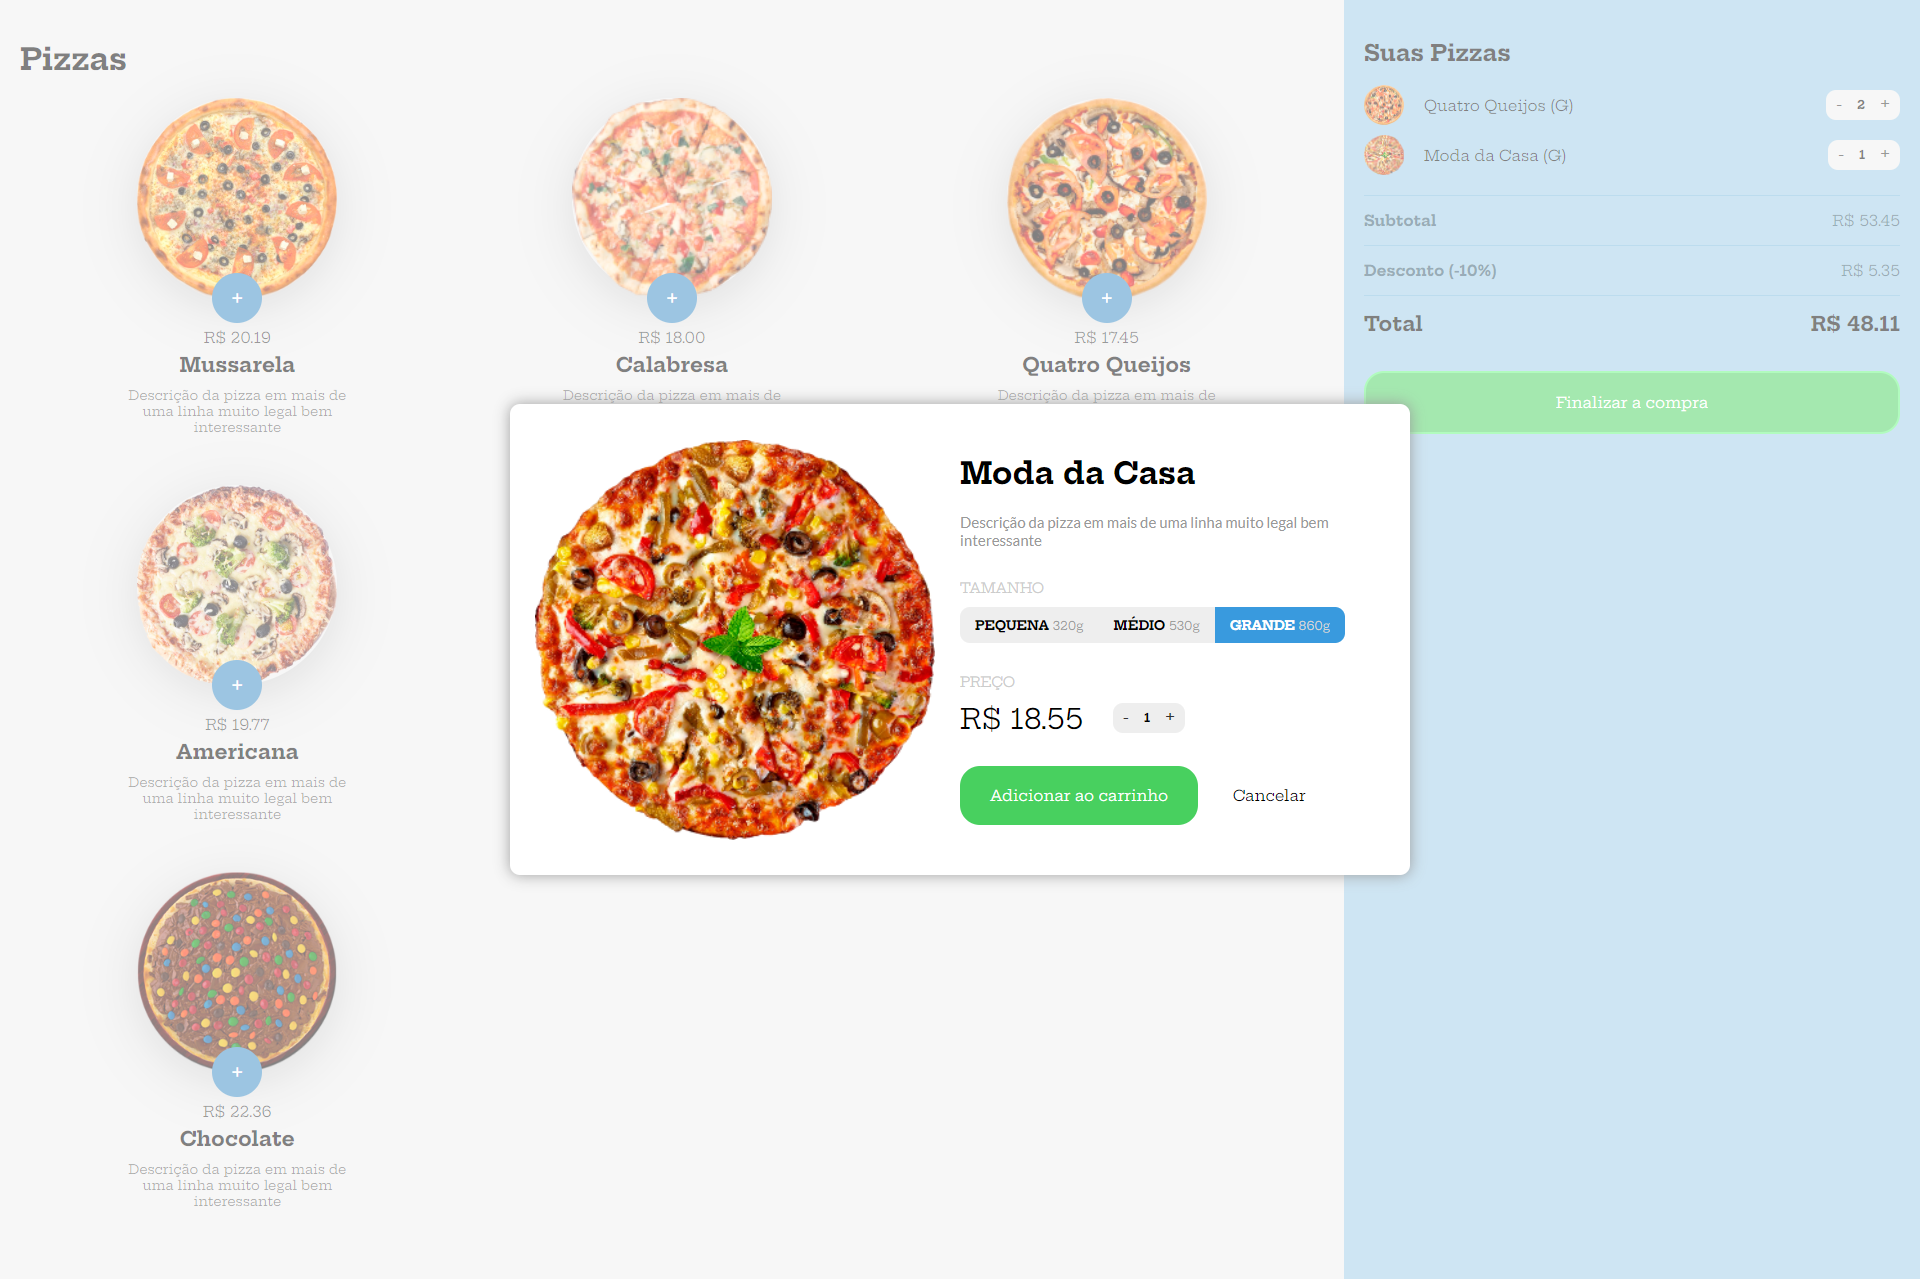 Pizzas
+
R$ 20.19
Mussarela
Descrição da pizza em mais de
uma linha muito legal bem
interessante
+
R$ 18.00
Calabresa
Descrição da pizza em mais de
+
R$ 17.45
Quatro Queijos
Descrição da pizza em mais de
+
R$ 19.77
Americana
Descrição da pizza em mais de
uma linha muito legal bem
interessante
+
R$ 22.36
Chocolate
Descrição da pizza em mais de
uma linha muito legal bem
interessante
Moda da Casa
Descrição da pizza em mais de uma linha muito legal bem
interessante
TAMANHO
PEQUENA 320g MÉDIO 530g GRANDE 860g
PREÇO
R$ 18.55 - 1 +
Adicionar ao carrinho Cancelar
Suas Pizzas
Quatro Queijos (G) - 2 +
Moda da Casa (G) - 1 +
Subtotal R$ 53.45
Desconto (-10%) R$ 5.35
Total R$ 48.11
Finalizar a compra